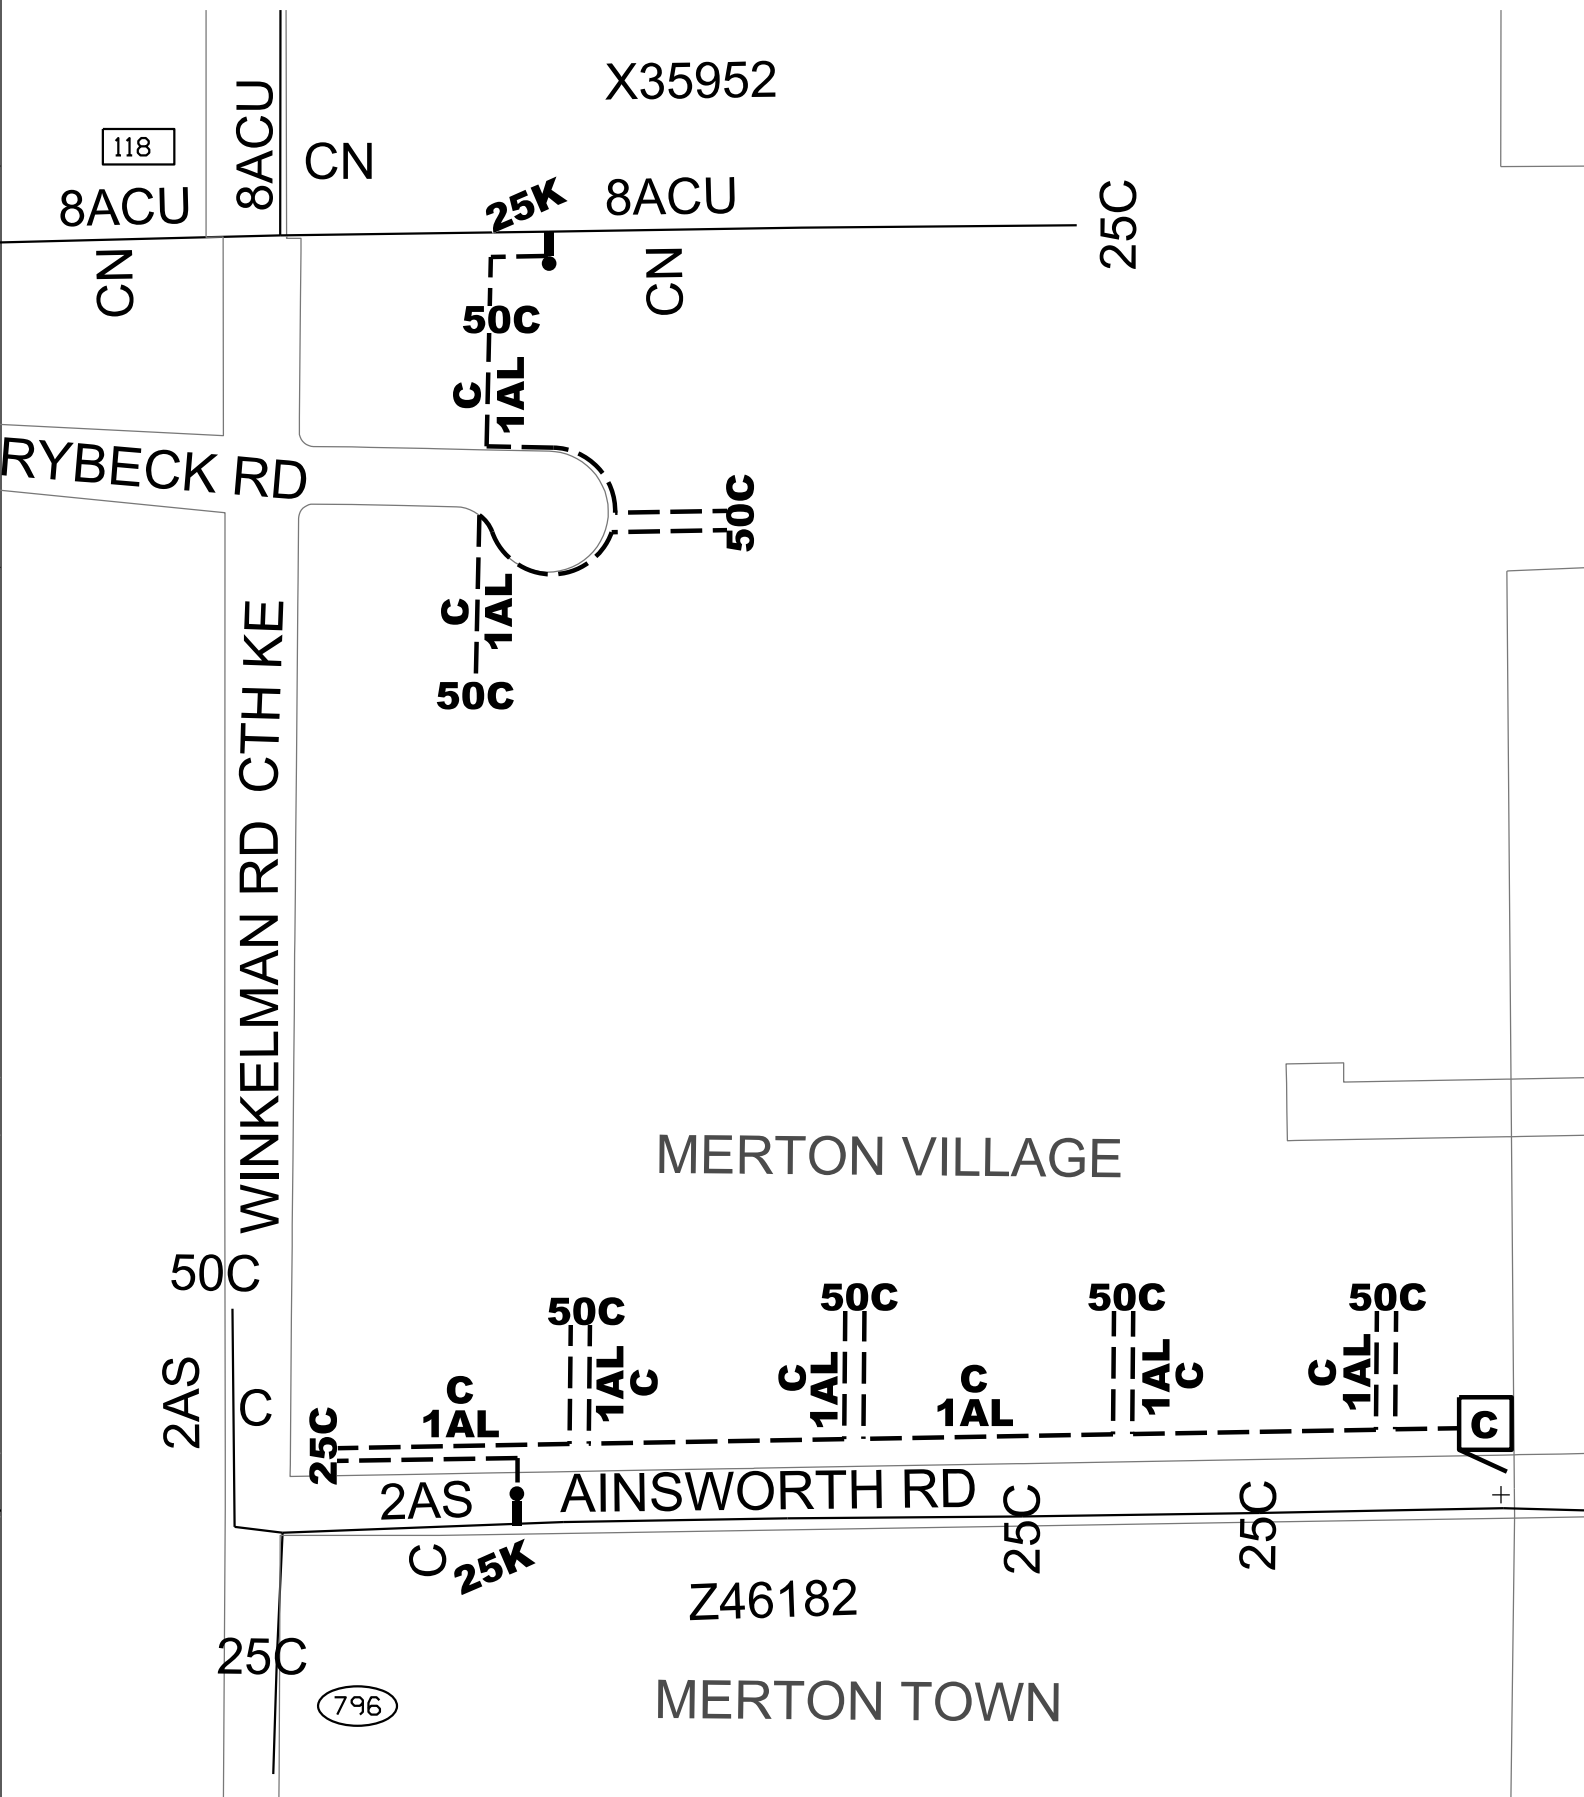 X35952
8ACU
118
CN
8ACU
25K
8ACU
25C
CN
CN
50C
C
1AL
RYBECK RD
50C
C
1AL
50C
WINKELMAN RD CTH KE
MERTON VILLAGE
50C
50C
50C
50C
50C
2AS
C
C
1AL
1AL
C
C
1AL
C
1AL
1AL
C
C
1AL
25C
C
2AS
AINSWORTH RD
25C
25C
C
25K
Z46182
25C
796
MERTON TOWN